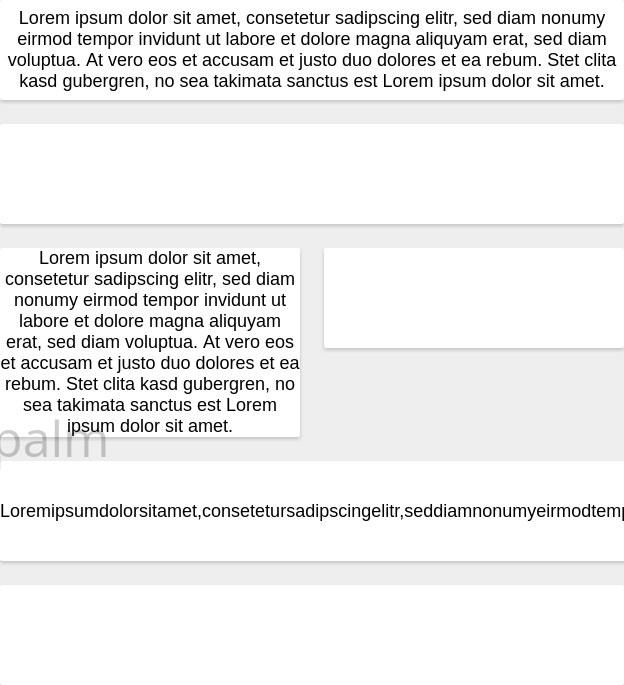 Lorem ipsum dolor sit amet, consetetur sadipscing elitr, sed diam nonumy
eirmod tempor invidunt ut labore et dolore magna aliquyam erat, sed diam
voluptua. At vero eos et accusam et justo duo dolores et ea rebum. Stet clita
kasd gubergren, no sea takimata sanctus est Lorem ipsum dolor sit amet.
Lorem ipsum dolor sit amet,
consetetur sadipscing elitr, sed diam
nonumy eirmod tempor invidunt ut
labore et dolore magna aliquyam
erat, sed diam voluptua. At vero eos
et accusam et justo duo dolores et ea
rebum. Stet clita kasd gubergren, no
sea takimata sanctus est Lorem
ipsum dolor sit amet.
palm
Loremipsumdolorsitamet,consetetursadipscingelitr,seddiamnonumyeirmodtemp